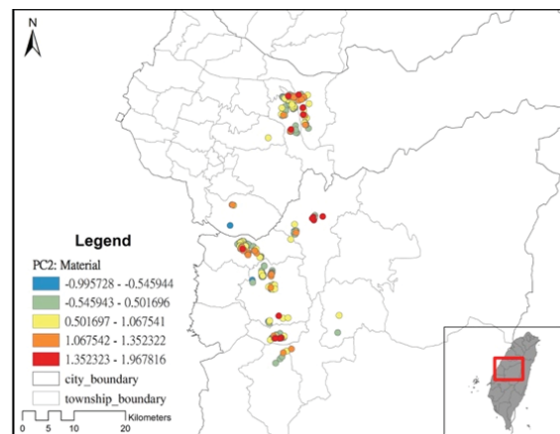 N
Legend
PC2: Material
-0.995728 - -0.545944
-0.545943 - 0.501696
0.501697 - 1.067541
1.067542 - 1.352322
1.352323 - 1.967816
city_boundary
township_boundary
0 5 10 20
Kilometers